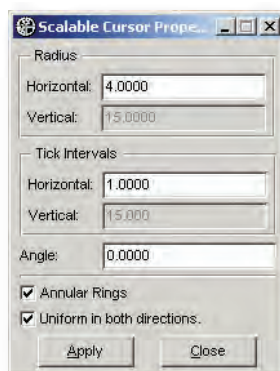 Scalable Cursor Prope...
Radius
Horizontal: 4.0000
Vertical: 15.0000
Tick Intervals
Horizontal: 1.0000
Vertical: 15.000
Angle: 0.0000
Annular Rings
Uniform in both directions.
Apply Close